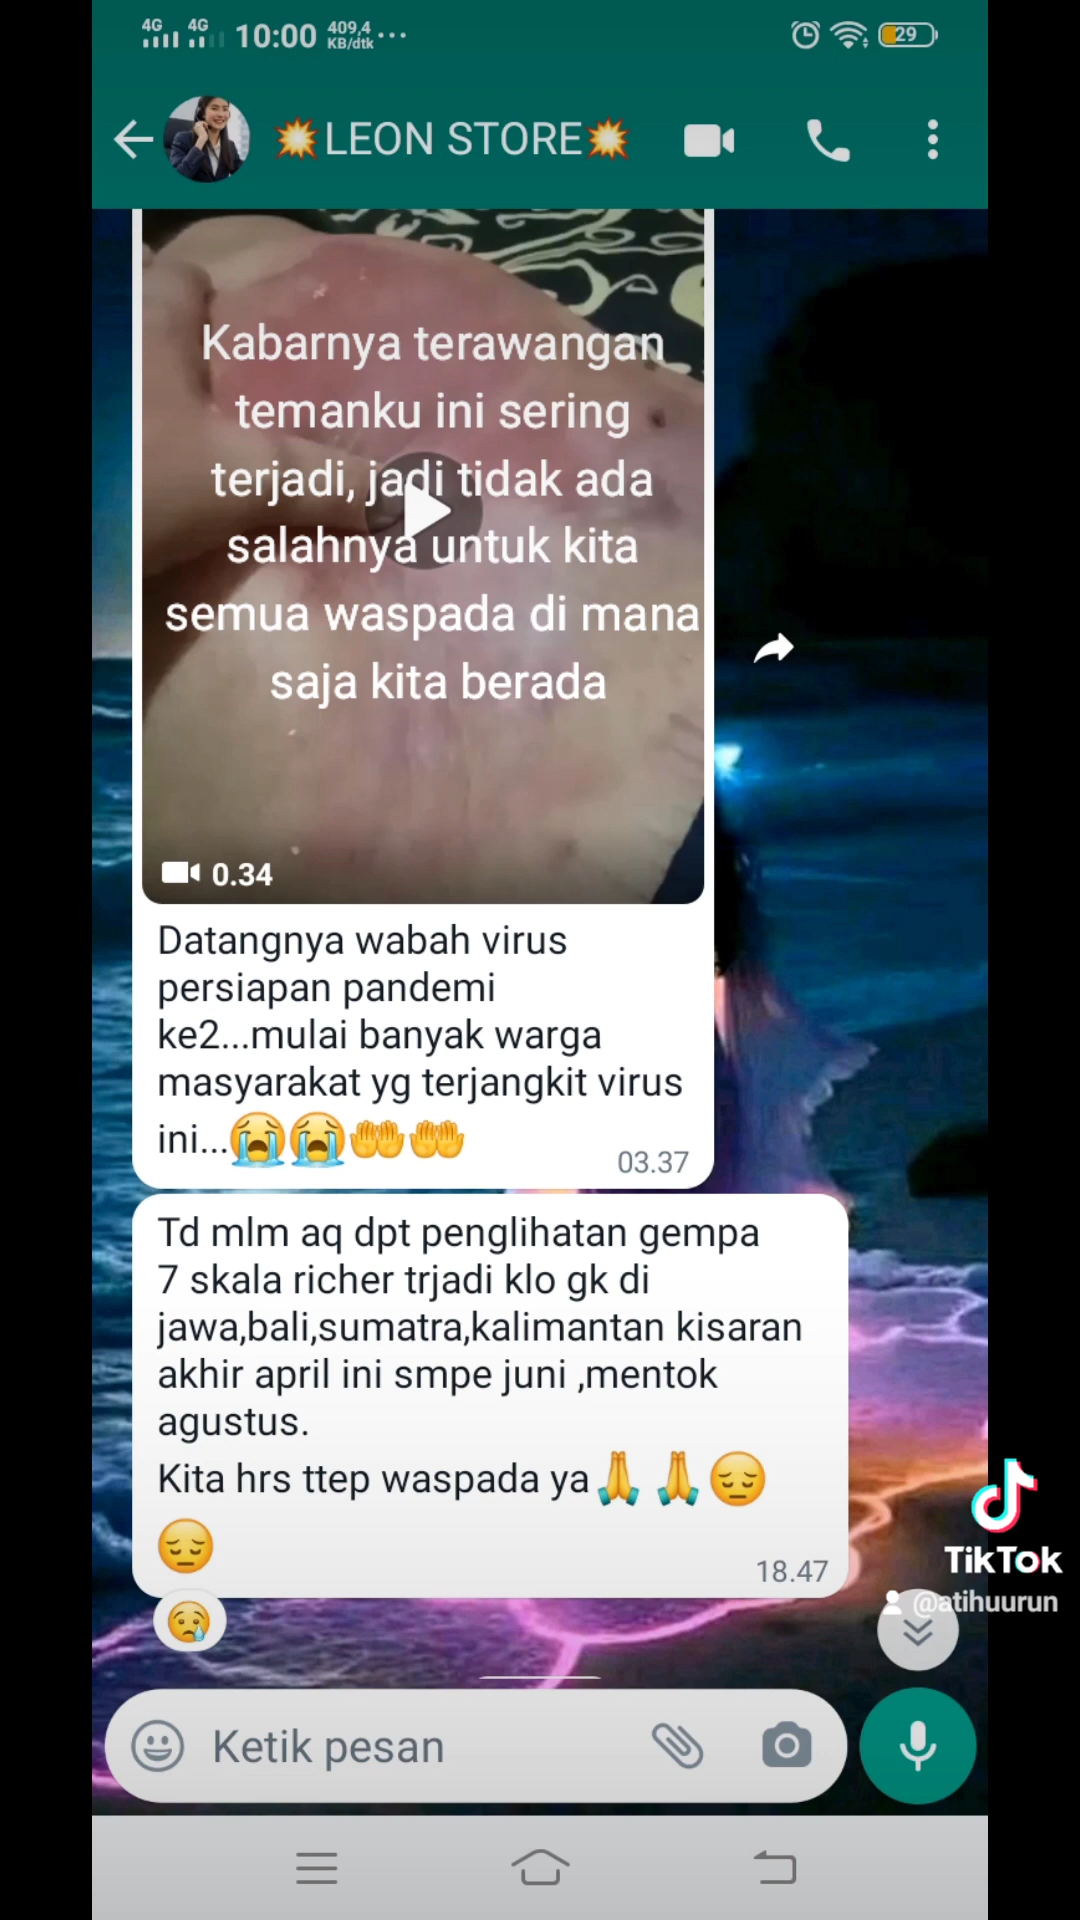 4G 4G 10:00 409,4 KB/dtk ... 29
💥LEON STORE💥
Kabarnya terawangan
temanku ini sering
terjadi, jadi tidak ada
salahnya untuk kita
semua waspada di mana
saja kita berada
0.34
Datangnya wabah virus
persiapan pandemi
ke2...mulai banyak warga
masyarakat yg terjangkit virus
ini...😭😭🤲🤲
03.37
Td mlm aq dpt penglihatan gempa
7 skala richer trjadi klo gk di
jawa,bali,sumatra,kalimantan kisaran
akhir april ini smpe juni ,mentok
agustus.
Kita hrs ttep waspada ya🙏🙏😔
😔
18.47
😢
TikTok
@atihuurun
Ketik pesan